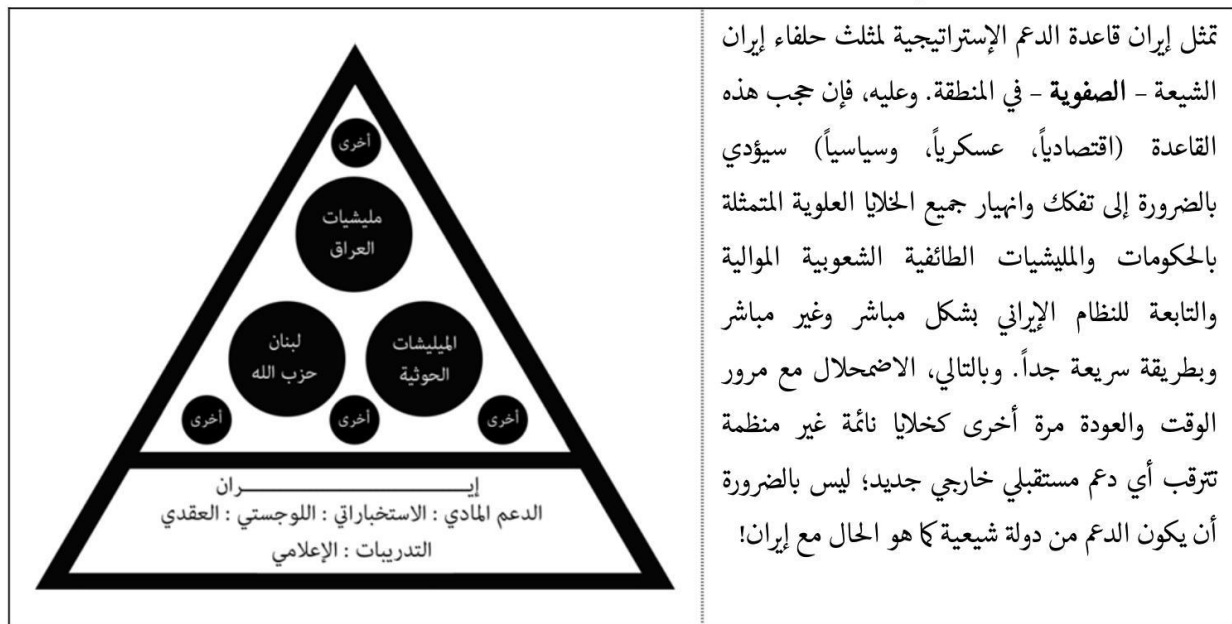 تمثل إيران قاعدة الدعم الإستراتيجية لمثلث حلفاء إيران
الشيعة – الصفوية – في المنطقة. وعليه، فإن حجب هذه
القاعدة (اقتصادياً، عسكرياً، وسياسياً) سيؤدي
بالضرورة إلى تفكك وانهيار جميع الخلايا العلوية المتمثلة
بالحكومات والمليشيات الطائفية الشعوبية الموالية
والتابعة للنظام الإيراني بشكل مباشر وغير مباشر
وبطريقة سريعة جداً. وبالتالي، الاضمحلال مع مرور
الوقت والعودة مرة أخرى كخلايا نائمة غير منظمة
تترقب أي دعم مستقبلي خارجي جديد؛ ليس بالضرورة
أن يكون الدعم من دولة شيعية كما هو الحال مع إيران!
أخرى
مليشيات
العراق
الميليشات
الحوثية
لبنان
حزب الله
أخرى
أخرى
أخرى
إيـــــــــــــران
الدعم المادي : الاستخباراتي : اللوجستي : العقدي
التدريبات : الإعلامي